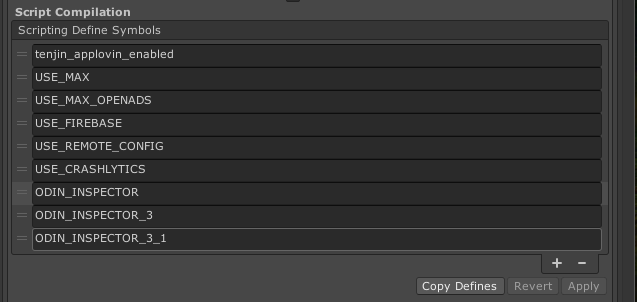 Script Compilation
Scripting Define Symbols
tenjin_applovin_enabled
USE_MAX
USE_MAX_OPENADS
USE_FIREBASE
USE_REMOTE_CONFIG
USE_CRASHLYTICS
ODIN_INSPECTOR
ODIN_INSPECTOR_3
ODIN_INSPECTOR_3_1
+ −
Copy Defines Revert Apply